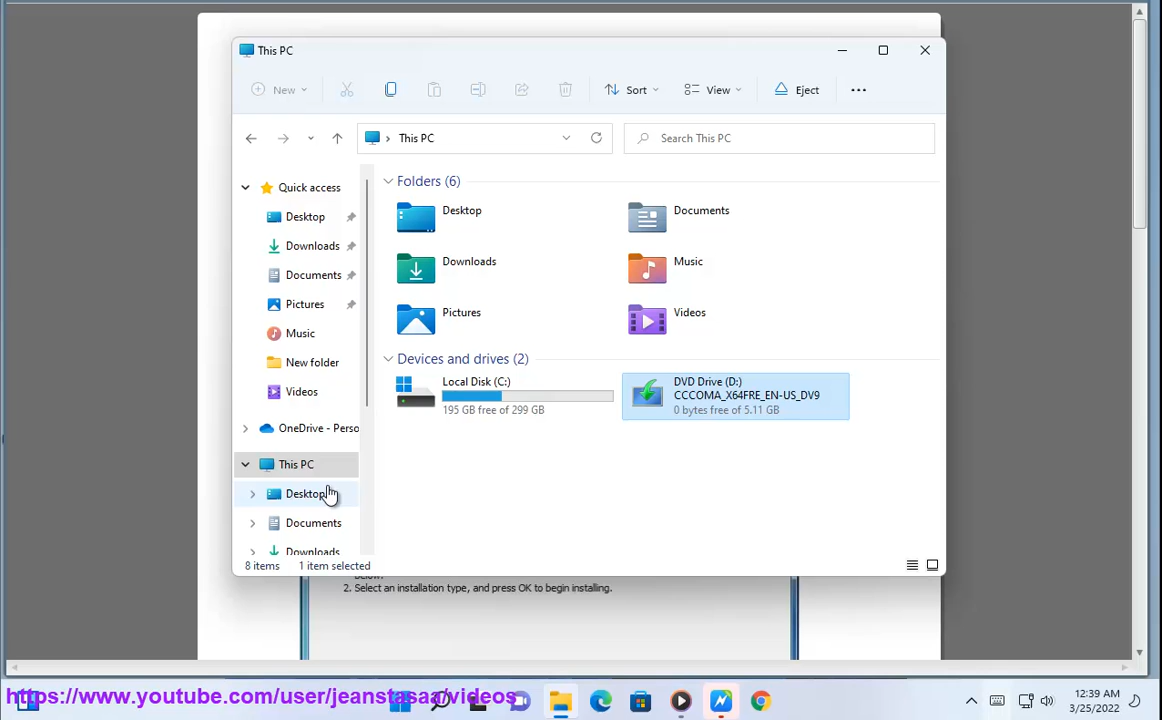 This PC
New
Sort
View
Eject
This PC
Search This PC
Quick access
Desktop
Downloads
Documents
Pictures
Music
New folder
Videos
OneDrive - Perso
This PC
Desktop
Documents
Downloads
Folders (6)
Desktop
Documents
Downloads
Music
Pictures
Videos
Devices and drives (2)
Local Disk (C:)
195 GB free of 299 GB
DVD Drive (D:)
CCCOMA_X64FRE_EN-US_DV9
0 bytes free of 5.11 GB
8 items
1 item selected
below.
2. Select an installation type, and press OK to begin installing.
https://www.youtube.com/user/jeanstasaa/videos
12:39 AM
3/25/2022